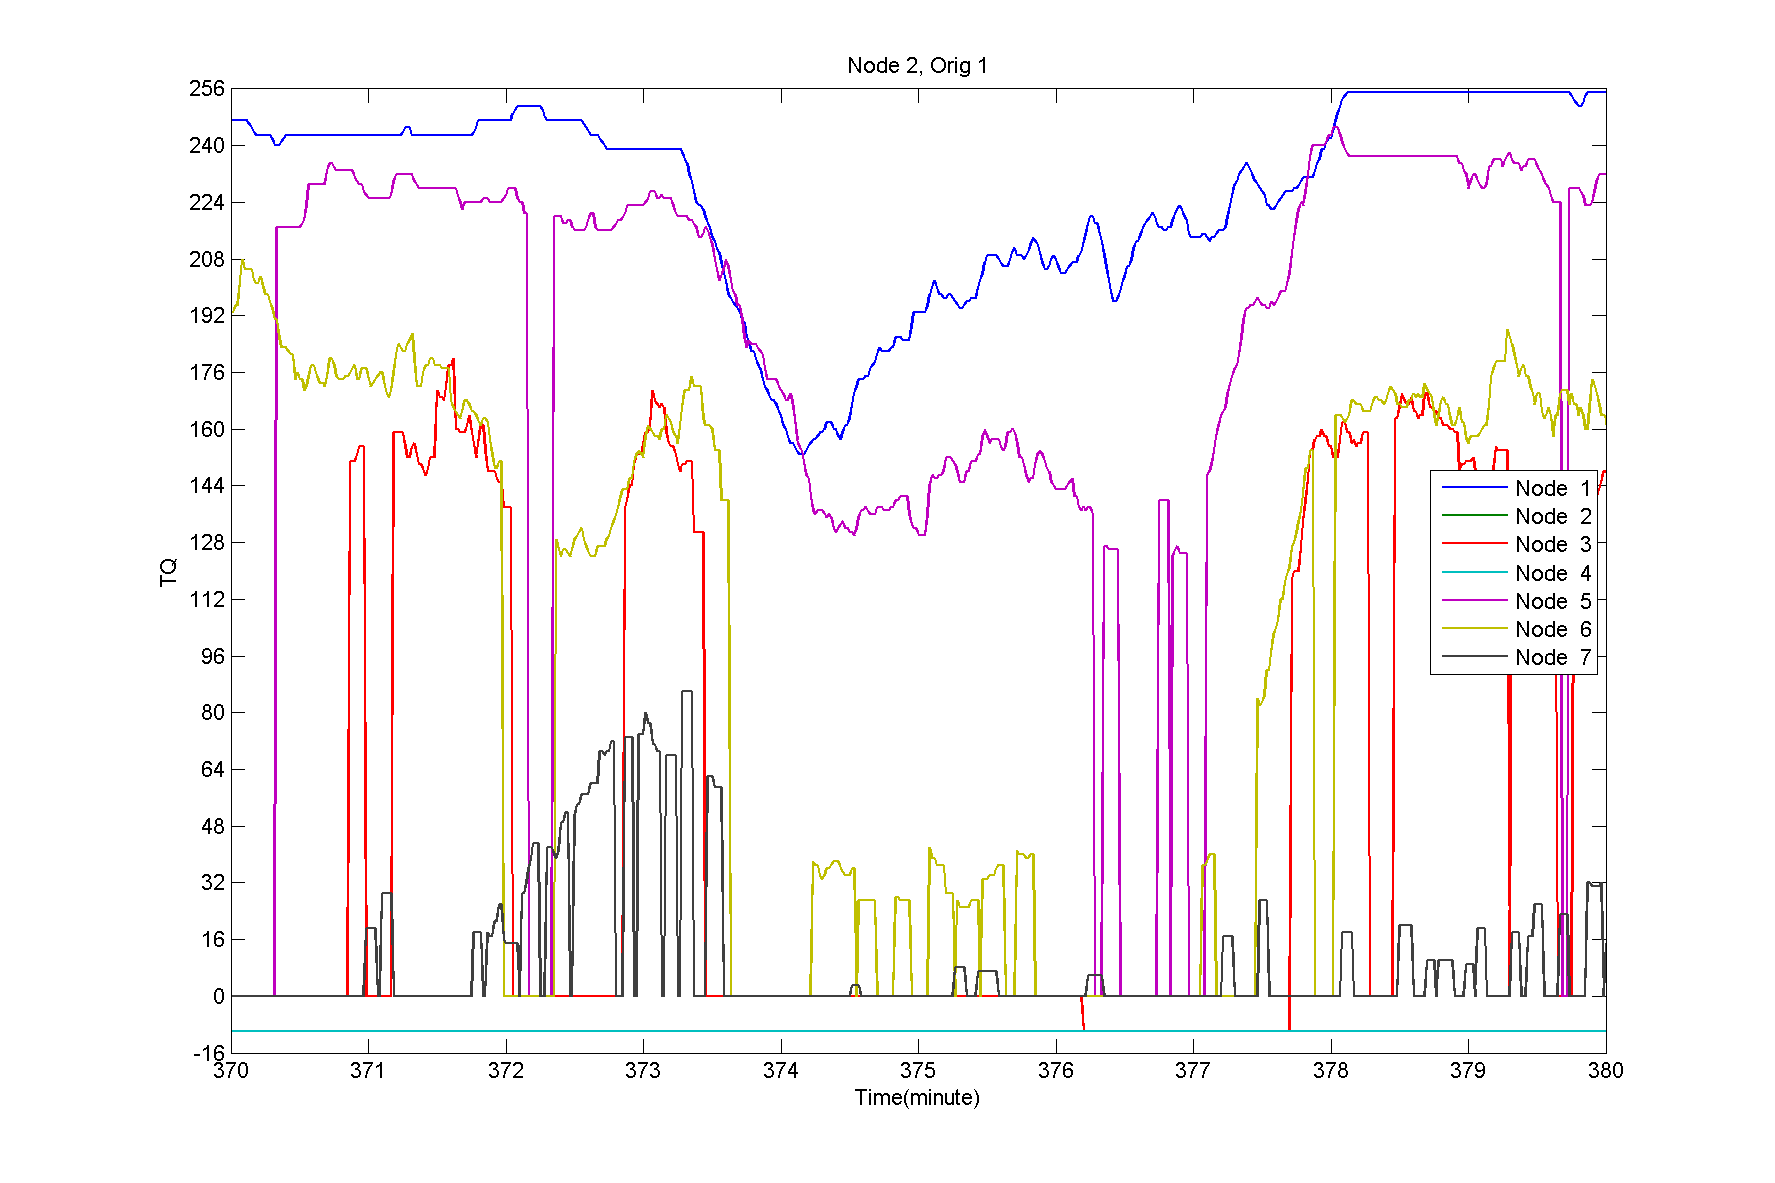 Node 2, Orig 1
256
240
224
208
192
176
160
144
128
112
96
80
64
48
32
16
0
-16
TQ
Node 1
Node 2
Node 3
Node 4
Node 5
Node 6
Node 7
370 371 372 373 374 375 376 377 378 379 380
Time(minute)